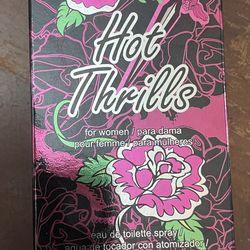 Hot
Thrills
for women / para dama
pour femme / para mulheres
eau de toilette spray /
agua de tocador con atomizador /